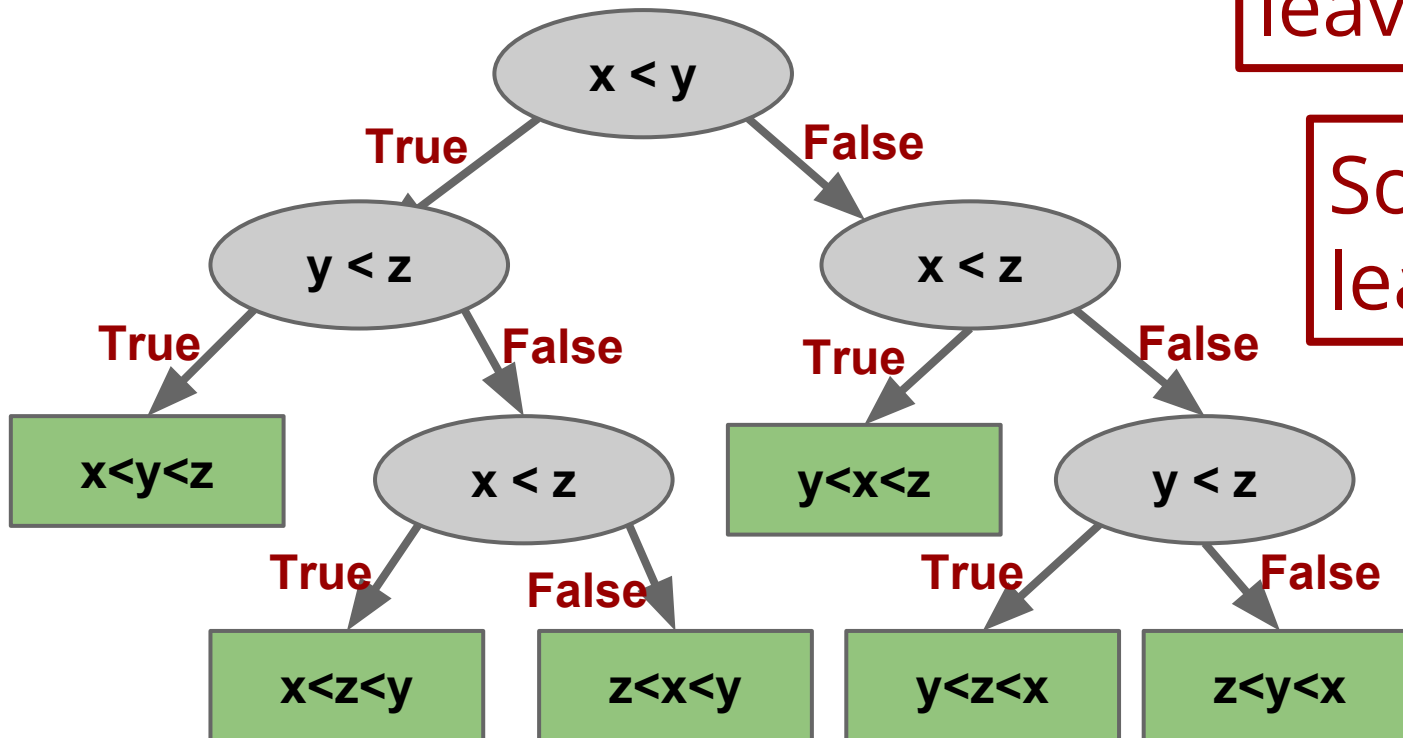 x < y
True
False
y < z
x < z
True
False
True
False
x<y<z
x < z
y<x<z
y < z
True
False
True
False
x<z<y
z<x<y
y<z<x
z<y<x